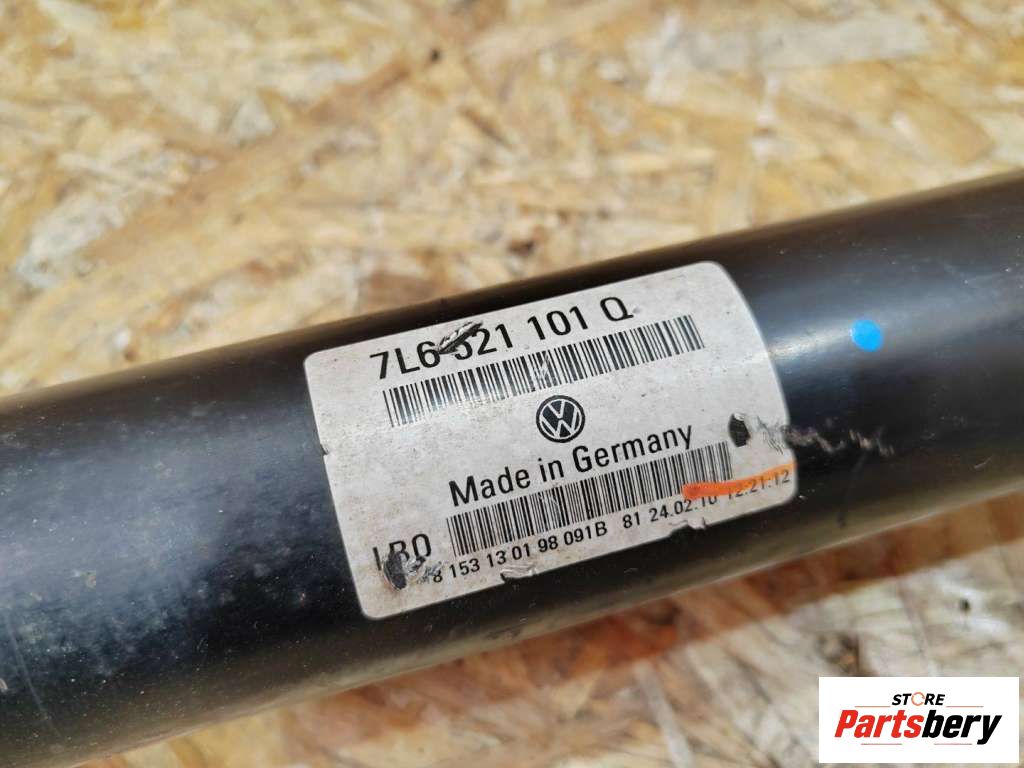 7L6 521 101 Q
Made in Germany
LBO
8 153 13 01 98 091B 81 24.02.10 12:21:12
STORE
Partsbery